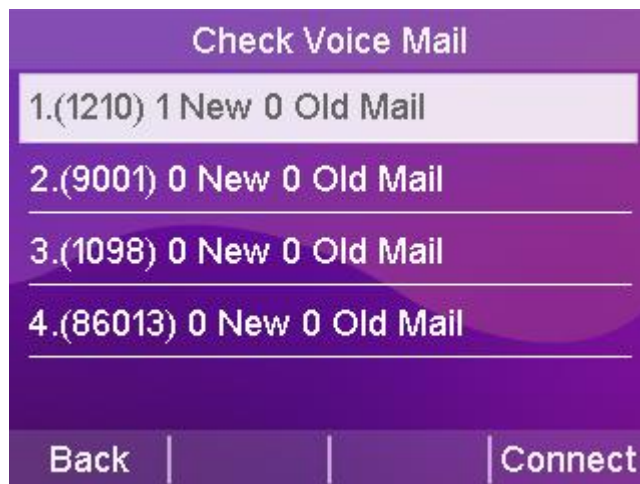 Check Voice Mail
1.(1210) 1 New 0 Old Mail
2.(9001) 0 New 0 Old Mail
3.(1098) 0 New 0 Old Mail
4.(86013) 0 New 0 Old Mail
Back Connect